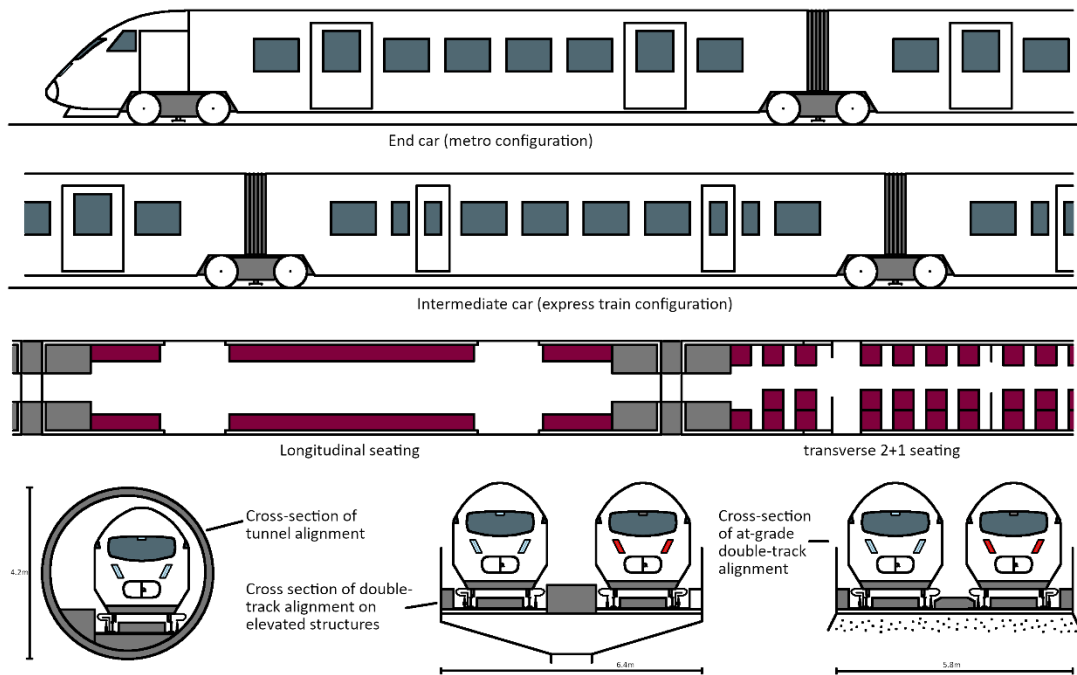 End car (metro configuration)
Intermediate car (express train configuration)
Longitudinal seating
transverse 2+1 seating
4.2m
Cross-section of
tunnel alignment
Cross section of double-
track alignment on
elevated structures
6.4m
Cross-section
of at-grade
double-track
alignment
5.8m